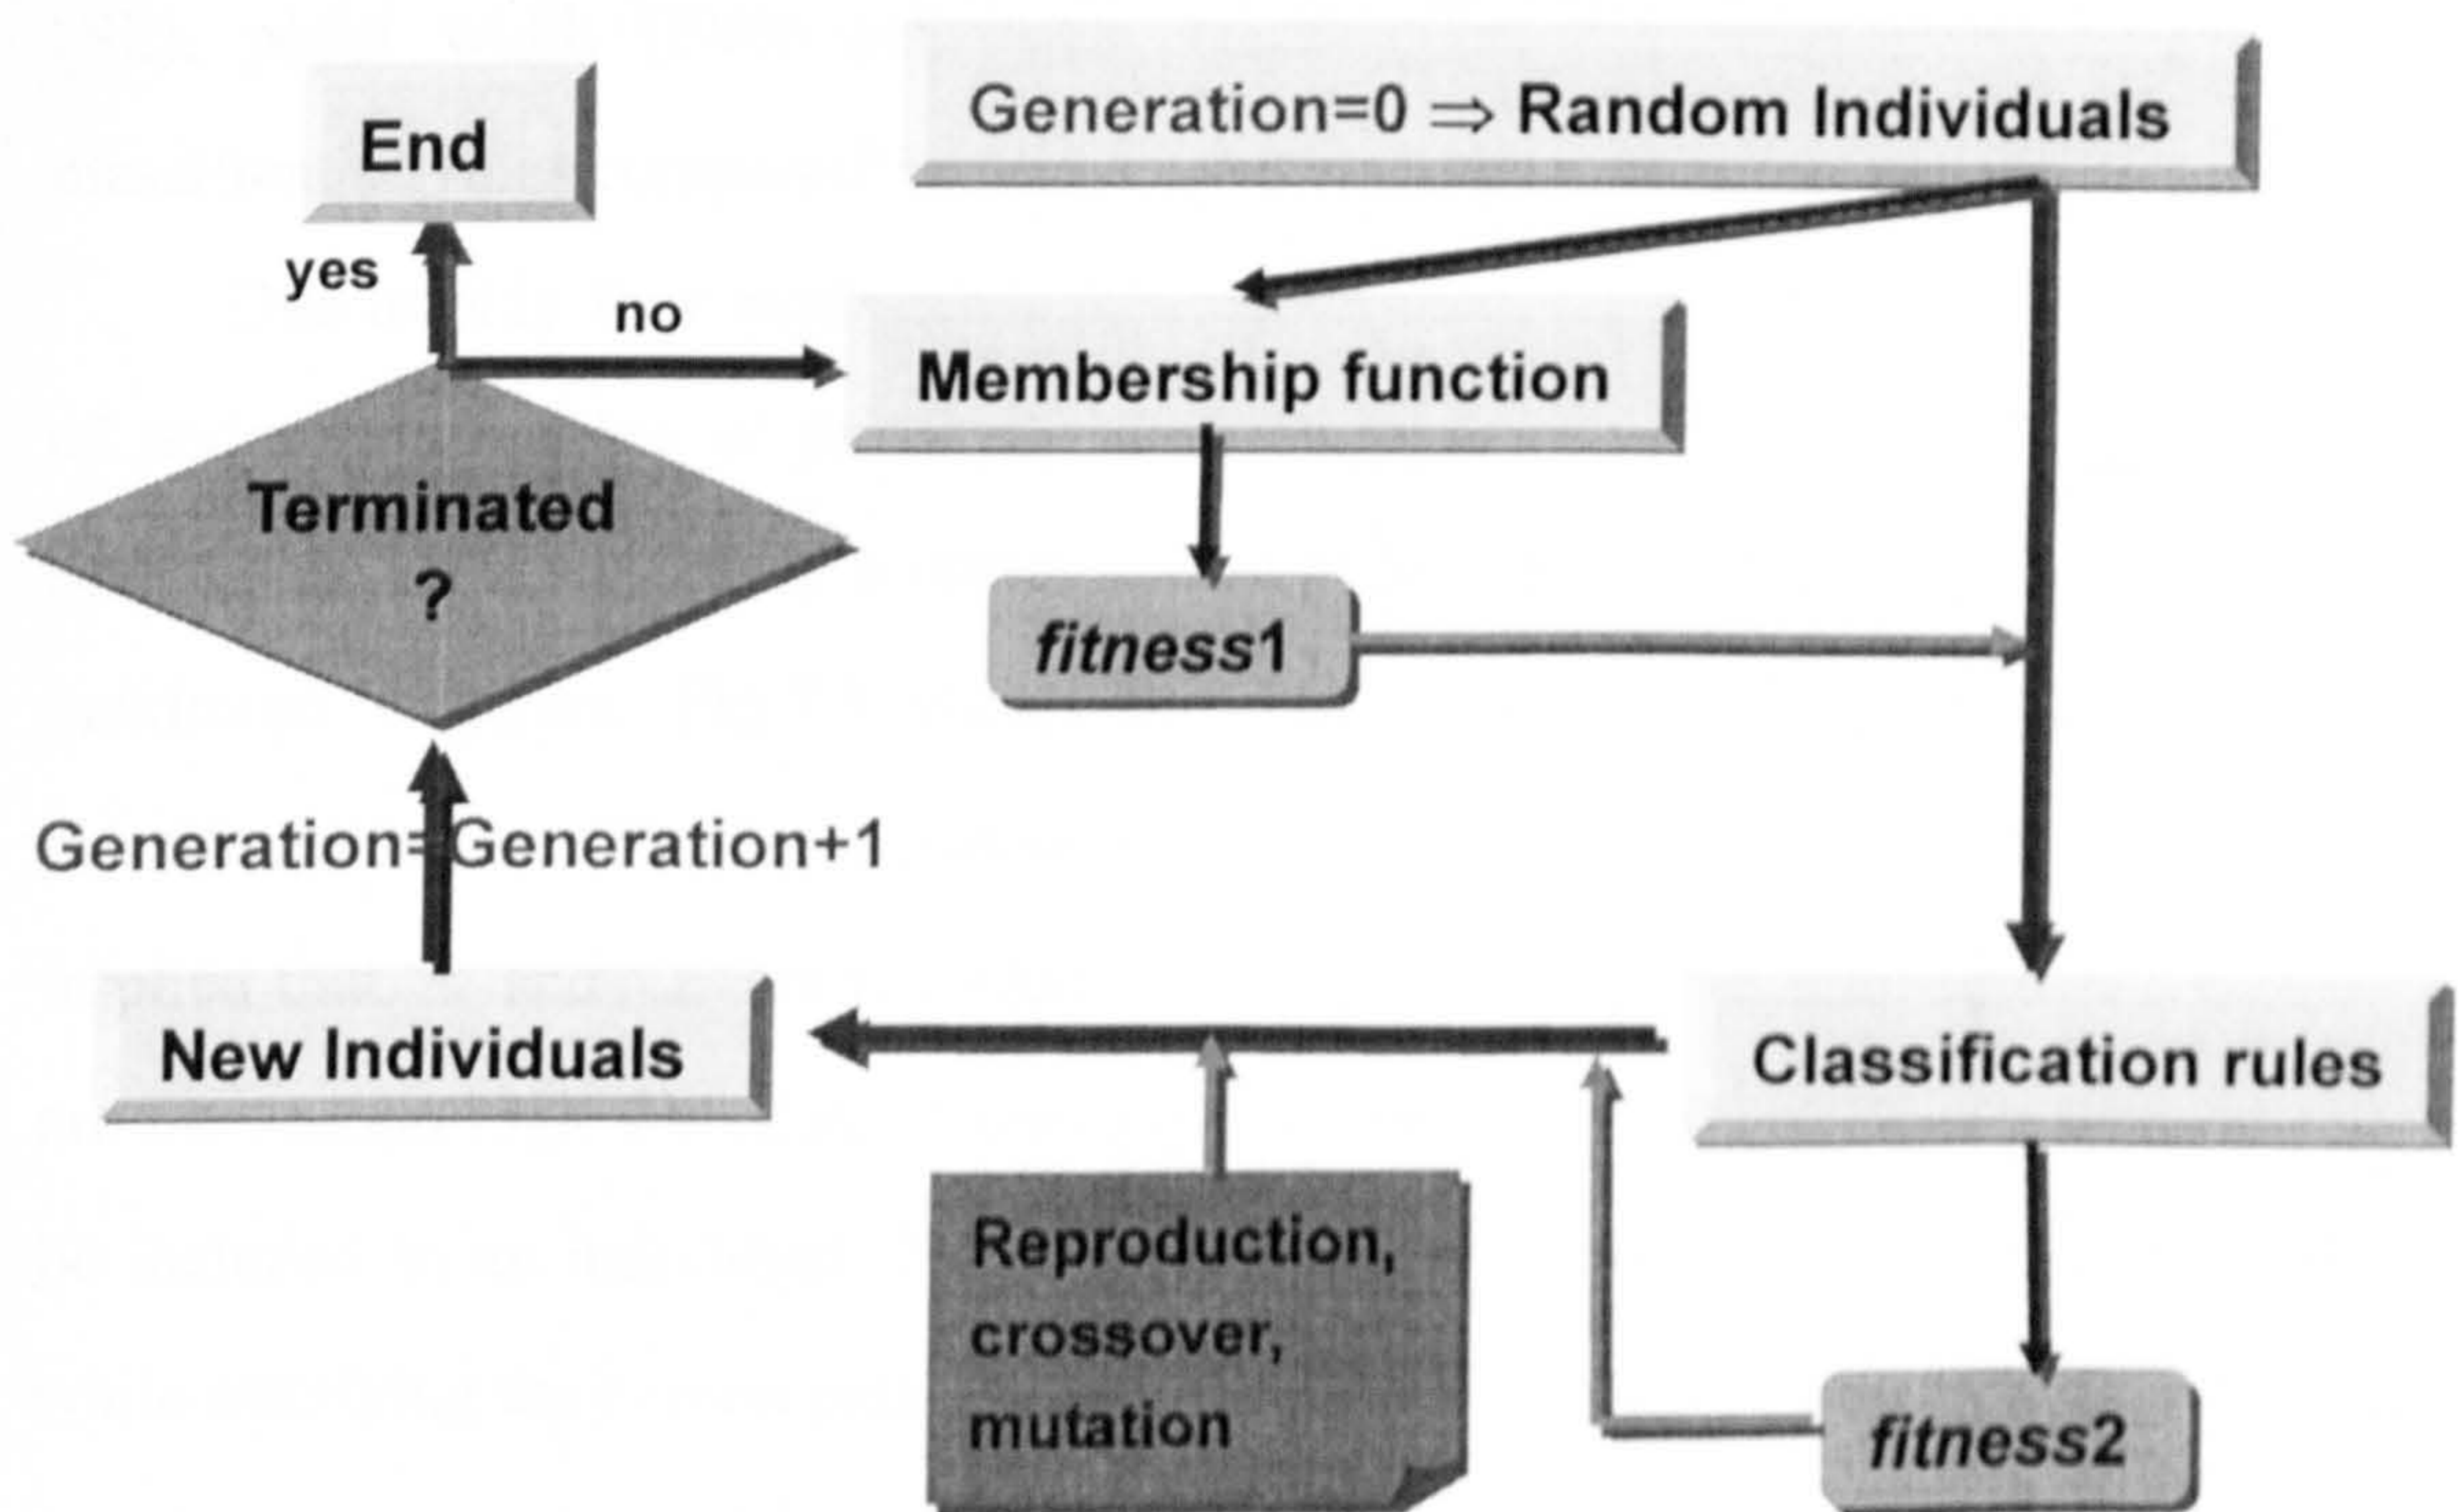 Generation=0 ⇒ Random Individuals
End
yes
no
Membership function
Terminated
?
fitness1
Generation=Generation+1
New Individuals
Classification rules
Reproduction,
crossover,
mutation
fitness2